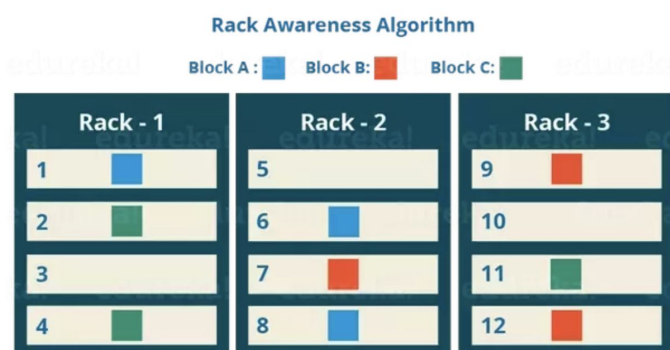 Rack Awareness Algorithm
Block A : Block B: Block C:
Rack - 1 Rack - 2 Rack - 3
1 5 9
2 6 10
3 7 11
4 8 12
edureka!